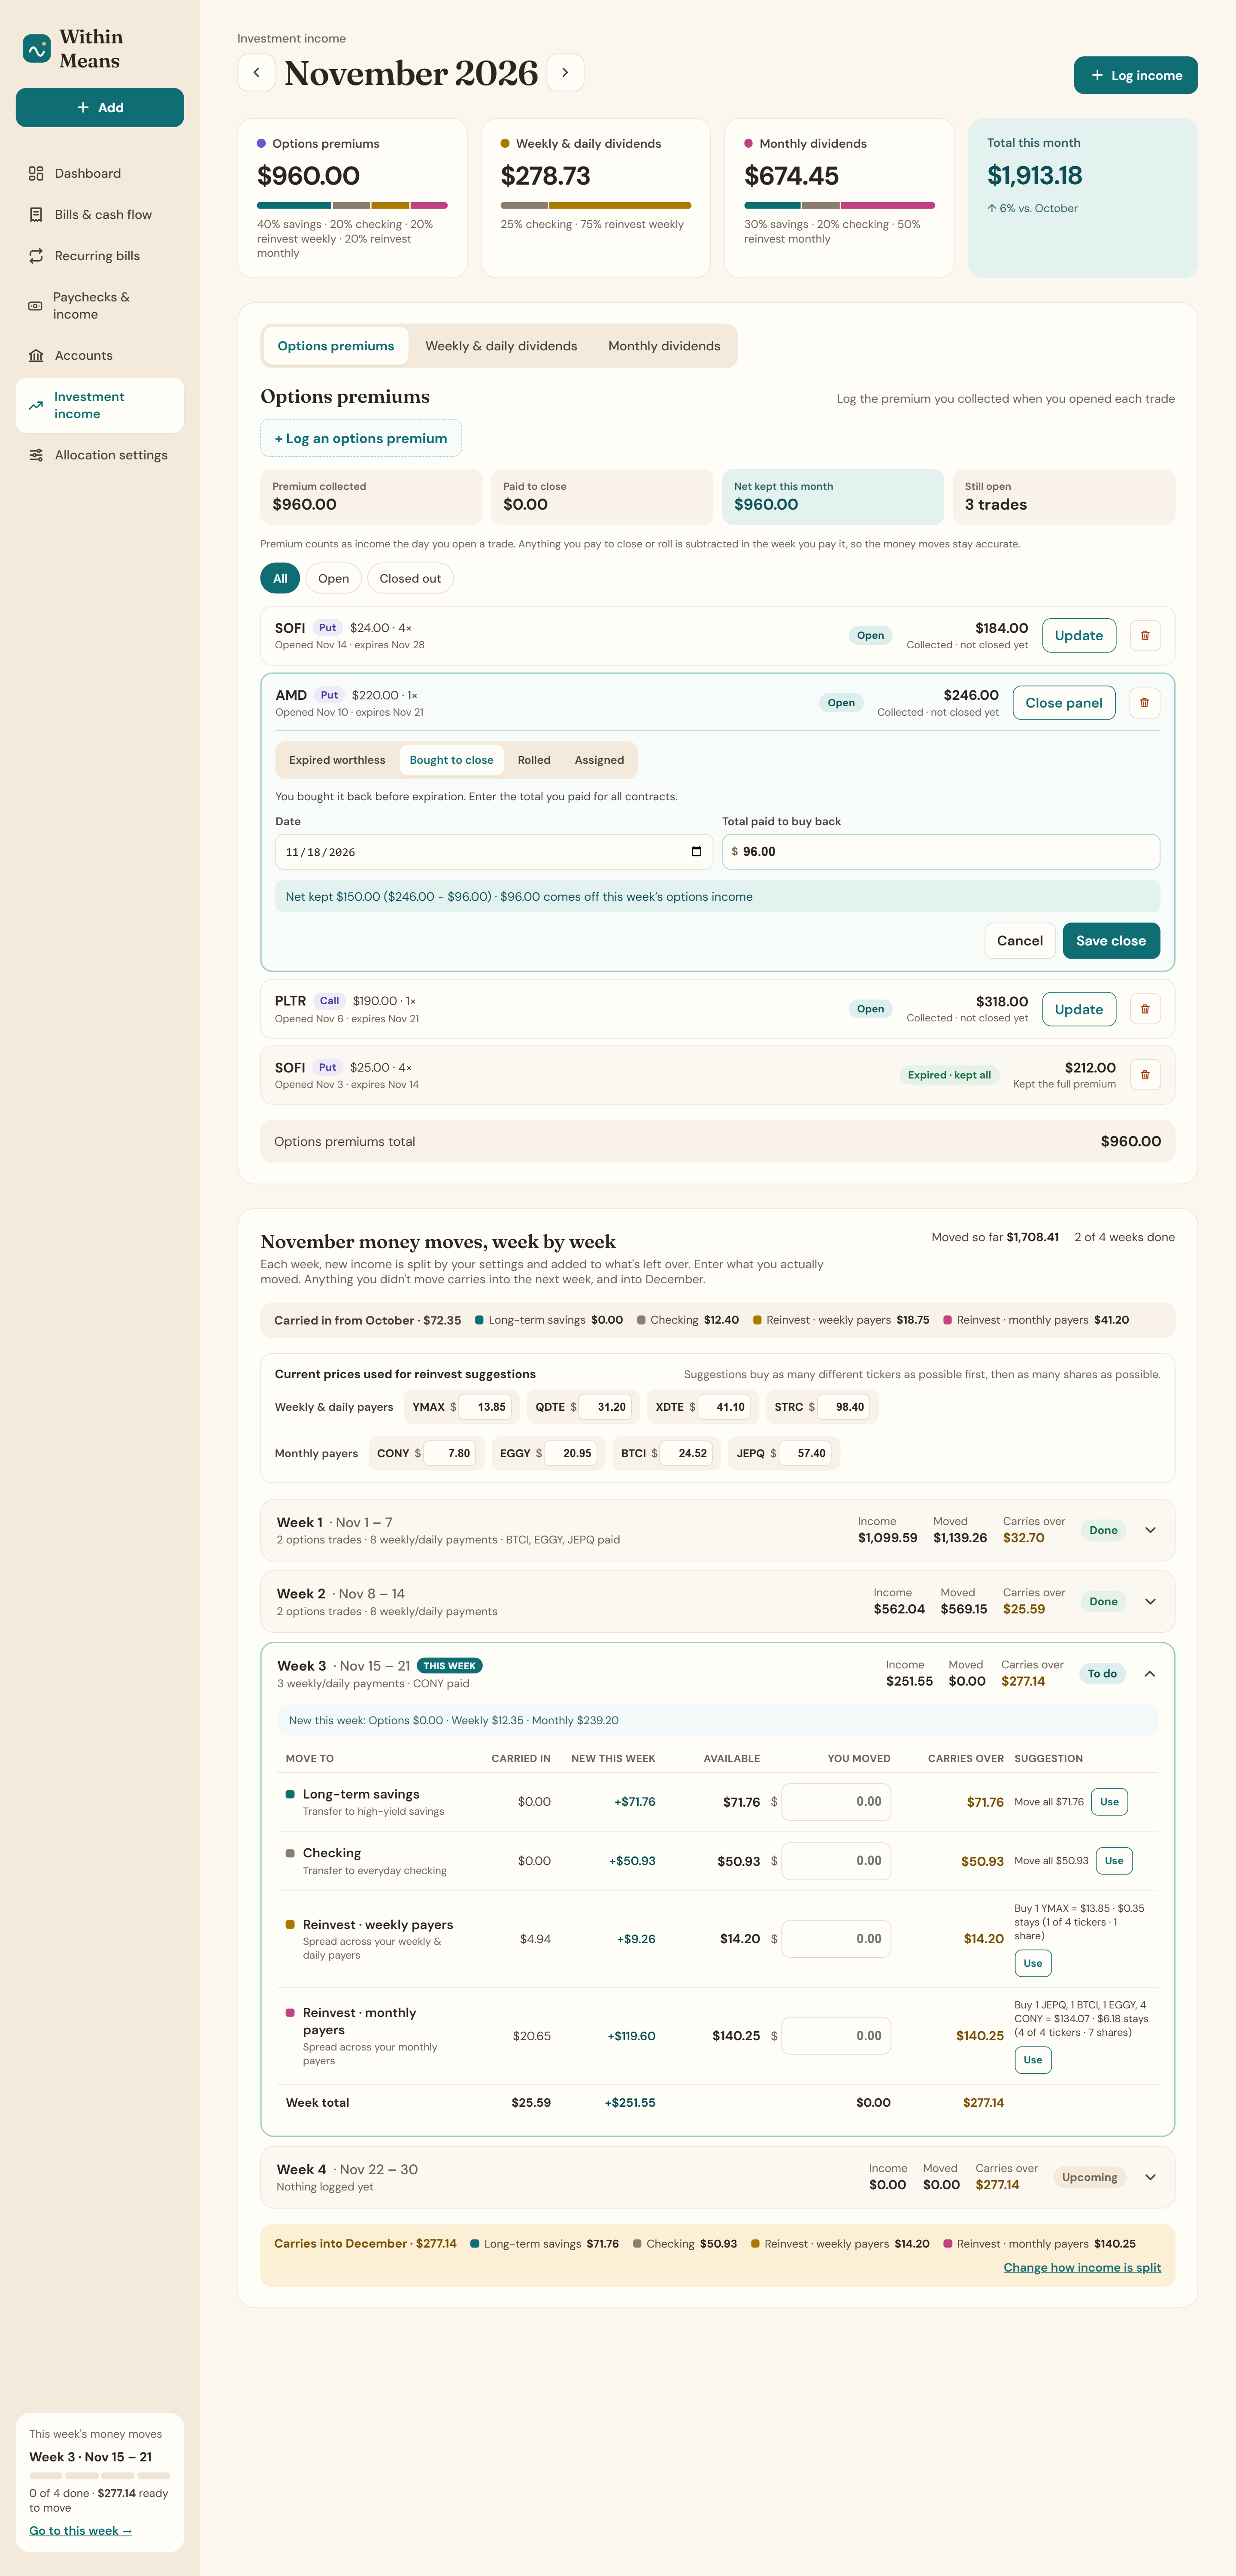 Within
Means
+ Add
Dashboard
Bills & cash flow
Recurring bills
Paychecks &
income
Accounts
Investment
income
Allocation settings
This week's money moves
Week 3 · Nov 15 – 21
0 of 4 done · $277.14 ready
to move
Go to this week →
Investment income
November 2026
+ Log income
Options premiums
$960.00
40% savings · 20% checking · 20%
reinvest weekly · 20% reinvest
monthly
Weekly & daily dividends
$278.73
25% checking · 75% reinvest weekly
Monthly dividends
$674.45
30% savings · 20% checking · 50%
reinvest monthly
Total this month
$1,913.18
↑ 6% vs. October
Options premiums Weekly & daily dividends Monthly dividends
Options premiums
Log the premium you collected when you opened each trade
+ Log an options premium
Premium collected
$960.00
Paid to close
$0.00
Net kept this month
$960.00
Still open
3 trades
Premium counts as income the day you open a trade. Anything you pay to close or roll is subtracted in the week you pay it, so the money moves stay accurate.
All Open Closed out
SOFI Put $24.00 · 4×
Opened Nov 14 · expires Nov 28
Open
$184.00
Collected · not closed yet
Update
AMD Put $220.00 · 1×
Opened Nov 10 · expires Nov 21
Open
$246.00
Collected · not closed yet
Close panel
Expired worthless Bought to close Rolled Assigned
You bought it back before expiration. Enter the total you paid for all contracts.
Date
11/18/2026
Total paid to buy back
$ 96.00
Net kept $150.00 ($246.00 − $96.00) · $96.00 comes off this week's options income
Cancel Save close
PLTR Call $190.00 · 1×
Opened Nov 6 · expires Nov 21
Open
$318.00
Collected · not closed yet
Update
SOFI Put $25.00 · 4×
Opened Nov 3 · expires Nov 14
Expired · kept all
$212.00
Kept the full premium
Options premiums total $960.00
November money moves, week by week
Moved so far $1,708.41 2 of 4 weeks done
Each week, new income is split by your settings and added to what's left over. Enter what you actually
moved. Anything you didn't move carries into the next week, and into December.
Carried in from October · $72.35 Long-term savings $0.00 Checking $12.40 Reinvest · weekly payers $18.75 Reinvest · monthly payers $41.20
Current prices used for reinvest suggestions
Suggestions buy as many different tickers as possible first, then as many shares as possible.
Weekly & daily payers YMAX $ 13.85 QDTE $ 31.20 XDTE $ 41.10 STRC $ 98.40
Monthly payers CONY $ 7.80 EGGY $ 20.95 BTCI $ 24.52 JEPQ $ 57.40
Week 1 · Nov 1 – 7
2 options trades · 8 weekly/daily payments · BTCI, EGGY, JEPQ paid
Income Moved Carries over
$1,099.59 $1,139.26 $32.70
Done
Week 2 · Nov 8 – 14
2 options trades · 8 weekly/daily payments
Income Moved Carries over
$562.04 $569.15 $25.59
Done
Week 3 · Nov 15 – 21 THIS WEEK
3 weekly/daily payments · CONY paid
Income Moved Carries over
$251.55 $0.00 $277.14
To do
New this week: Options $0.00 · Weekly $12.35 · Monthly $239.20
MOVE TO CARRIED IN NEW THIS WEEK AVAILABLE YOU MOVED CARRIES OVER SUGGESTION
Long-term savings
Transfer to high-yield savings
$0.00 +$71.76 $71.76 $ 0.00 $71.76 Move all $71.76 Use
Checking
Transfer to everyday checking
$0.00 +$50.93 $50.93 $ 0.00 $50.93 Move all $50.93 Use
Reinvest · weekly payers
Spread across your weekly &
daily payers
$4.94 +$9.26 $14.20 $ 0.00 $14.20
Buy 1 YMAX = $13.85 · $0.35
stays (1 of 4 tickers · 1
share)
Use
Reinvest · monthly
payers
Spread across your monthly
payers
$20.65 +$119.60 $140.25 $ 0.00 $140.25
Buy 1 JEPQ, 1 BTCI, 1 EGGY, 4
CONY = $134.07 · $6.18 stays
(4 of 4 tickers · 7 shares)
Use
Week total $25.59 +$251.55 $0.00 $277.14
Week 4 · Nov 22 – 30
Nothing logged yet
Income Moved Carries over
$0.00 $0.00 $277.14
Upcoming
Carries into December · $277.14 Long-term savings $71.76 Checking $50.93 Reinvest · weekly payers $14.20 Reinvest · monthly payers $140.25
Change how income is split